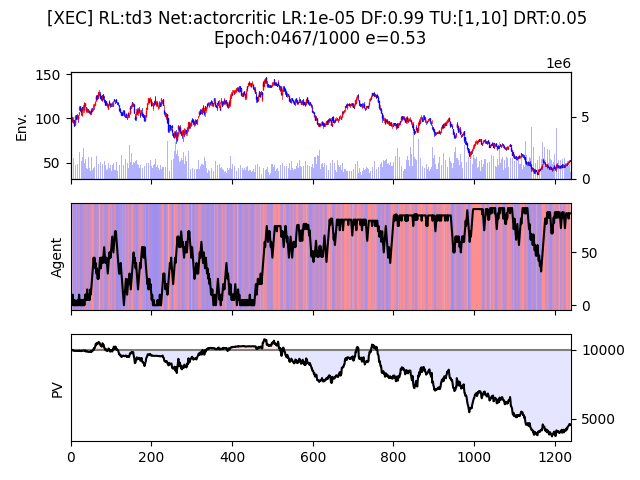 [XEC] RL:td3 Net:actorcritic LR:1e-05 DF:0.99 TU:[1,10] DRT:0.05
Epoch:0467/1000 e=0.53
1e6
150
100
50
Env.
5
0
Agent
50
0
PV
10000
5000
0 200 400 600 800 1000 1200